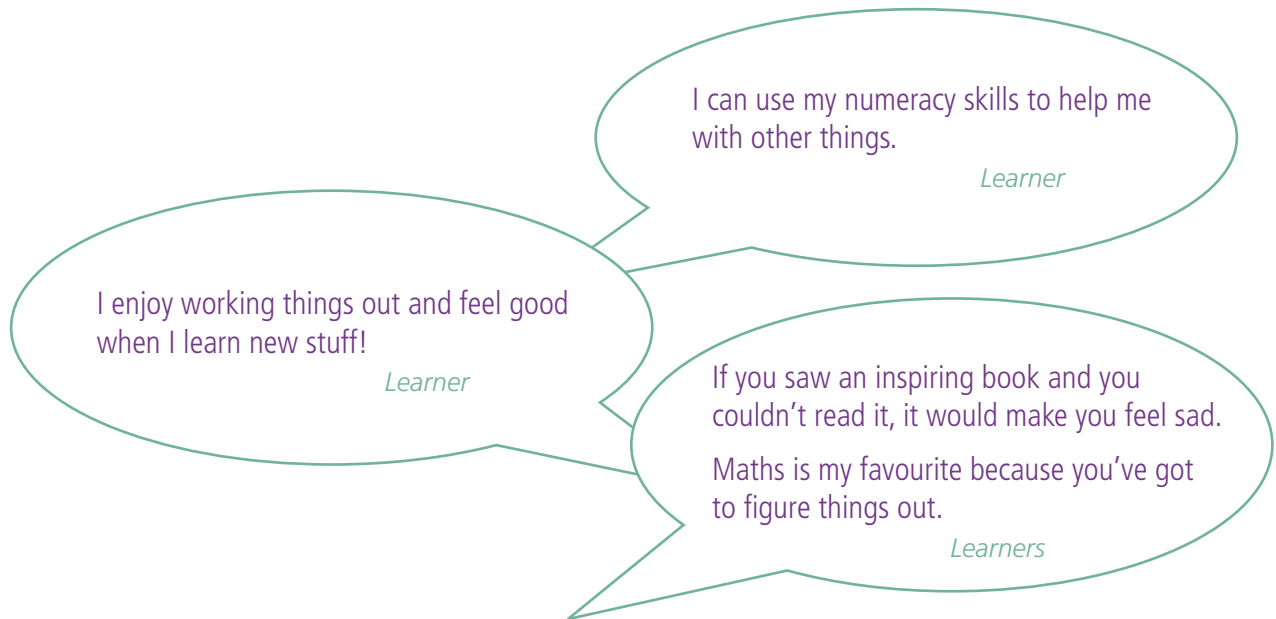 I can use my numeracy skills to help me
with other things.
Learner
I enjoy working things out and feel good
when I learn new stuff!
Learner
If you saw an inspiring book and you
couldn’t read it, it would make you feel sad.
Maths is my favourite because you’ve got
to figure things out.
Learners